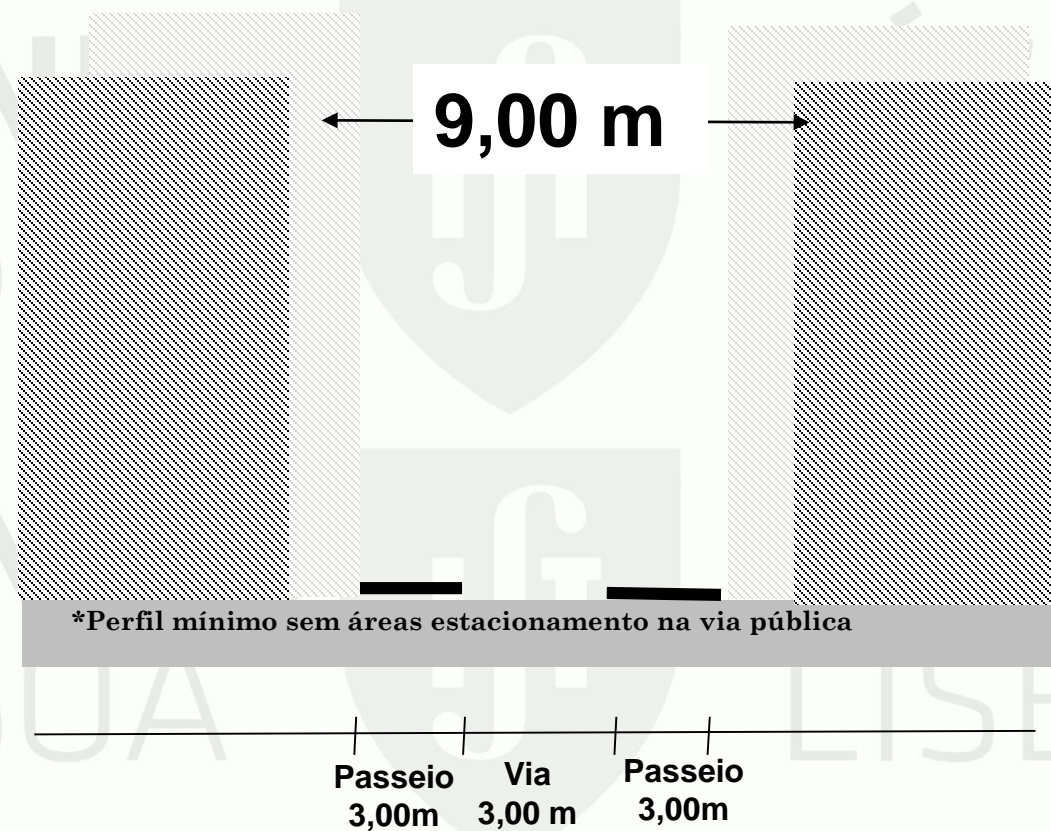 9,00 m
*Perfil mínimo sem áreas estacionamento na via pública
Passeio
3,00m
Via
3,00 m
Passeio
3,00m